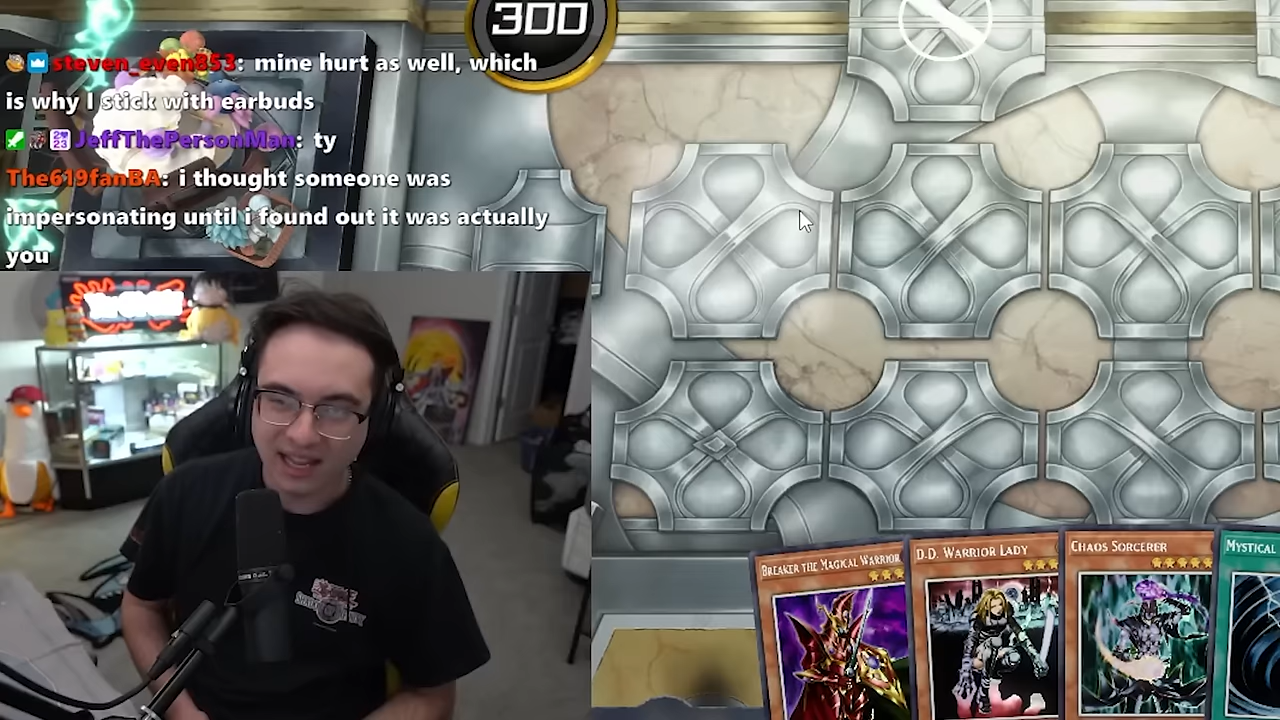 300
steven_even853: mine hurt as well, which
is why I stick with earbuds
JeffThePersonMan: ty
The619fanBA: i thought someone was
impersonating until i found out it was actually
you
BREAKER THE MAGICAL WARRIOR
D.D. WARRIOR LADY
CHAOS SORCERER
MYSTICAL